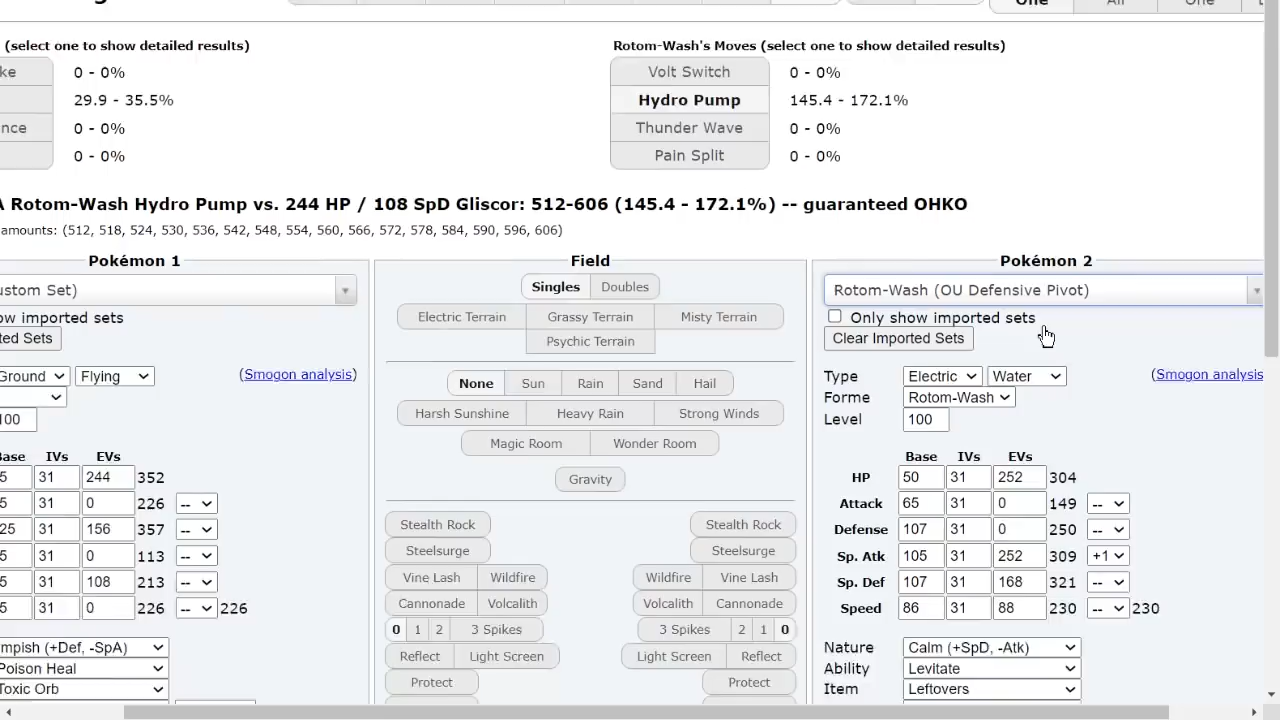 One All One
(select one to show detailed results)
ke 0 - 0%
29.9 - 35.5%
nce 0 - 0%
0 - 0%
Rotom-Wash's Moves (select one to show detailed results)
Volt Switch 0 - 0%
Hydro Pump 145.4 - 172.1%
Thunder Wave 0 - 0%
Pain Split 0 - 0%
A Rotom-Wash Hydro Pump vs. 244 HP / 108 SpD Gliscor: 512-606 (145.4 - 172.1%) -- guaranteed OHKO
amounts: (512, 518, 524, 530, 536, 542, 548, 554, 560, 566, 572, 578, 584, 590, 596, 606)
Pokémon 1
ustom Set)
ow imported sets
ted Sets
Ground Flying (Smogon analysis)
100
Base IVs EVs
5 31 244 352
5 31 0 226 --
25 31 156 357 --
5 31 0 113 --
5 31 108 213 --
5 31 0 226 -- 226
mpish (+Def, -SpA)
Poison Heal
Toxic Orb
Field
Singles Doubles
Electric Terrain Grassy Terrain Misty Terrain
Psychic Terrain
None Sun Rain Sand Hail
Harsh Sunshine Heavy Rain Strong Winds
Magic Room Wonder Room
Gravity
Stealth Rock Stealth Rock
Steelsurge Steelsurge
Vine Lash Wildfire Wildfire Vine Lash
Cannonade Volcalith Volcalith Cannonade
0 1 2 3 Spikes 3 Spikes 2 1 0
Reflect Light Screen Light Screen Reflect
Protect Protect
Pokémon 2
Rotom-Wash (OU Defensive Pivot)
Only show imported sets
Clear Imported Sets
Type Electric Water (Smogon analysis
Forme Rotom-Wash
Level 100
Base IVs EVs
HP 50 31 252 304
Attack 65 31 0 149 --
Defense 107 31 0 250 --
Sp. Atk 105 31 252 309 +1
Sp. Def 107 31 168 321 --
Speed 86 31 88 230 -- 230
Nature Calm (+SpD, -Atk)
Ability Levitate
Item Leftovers